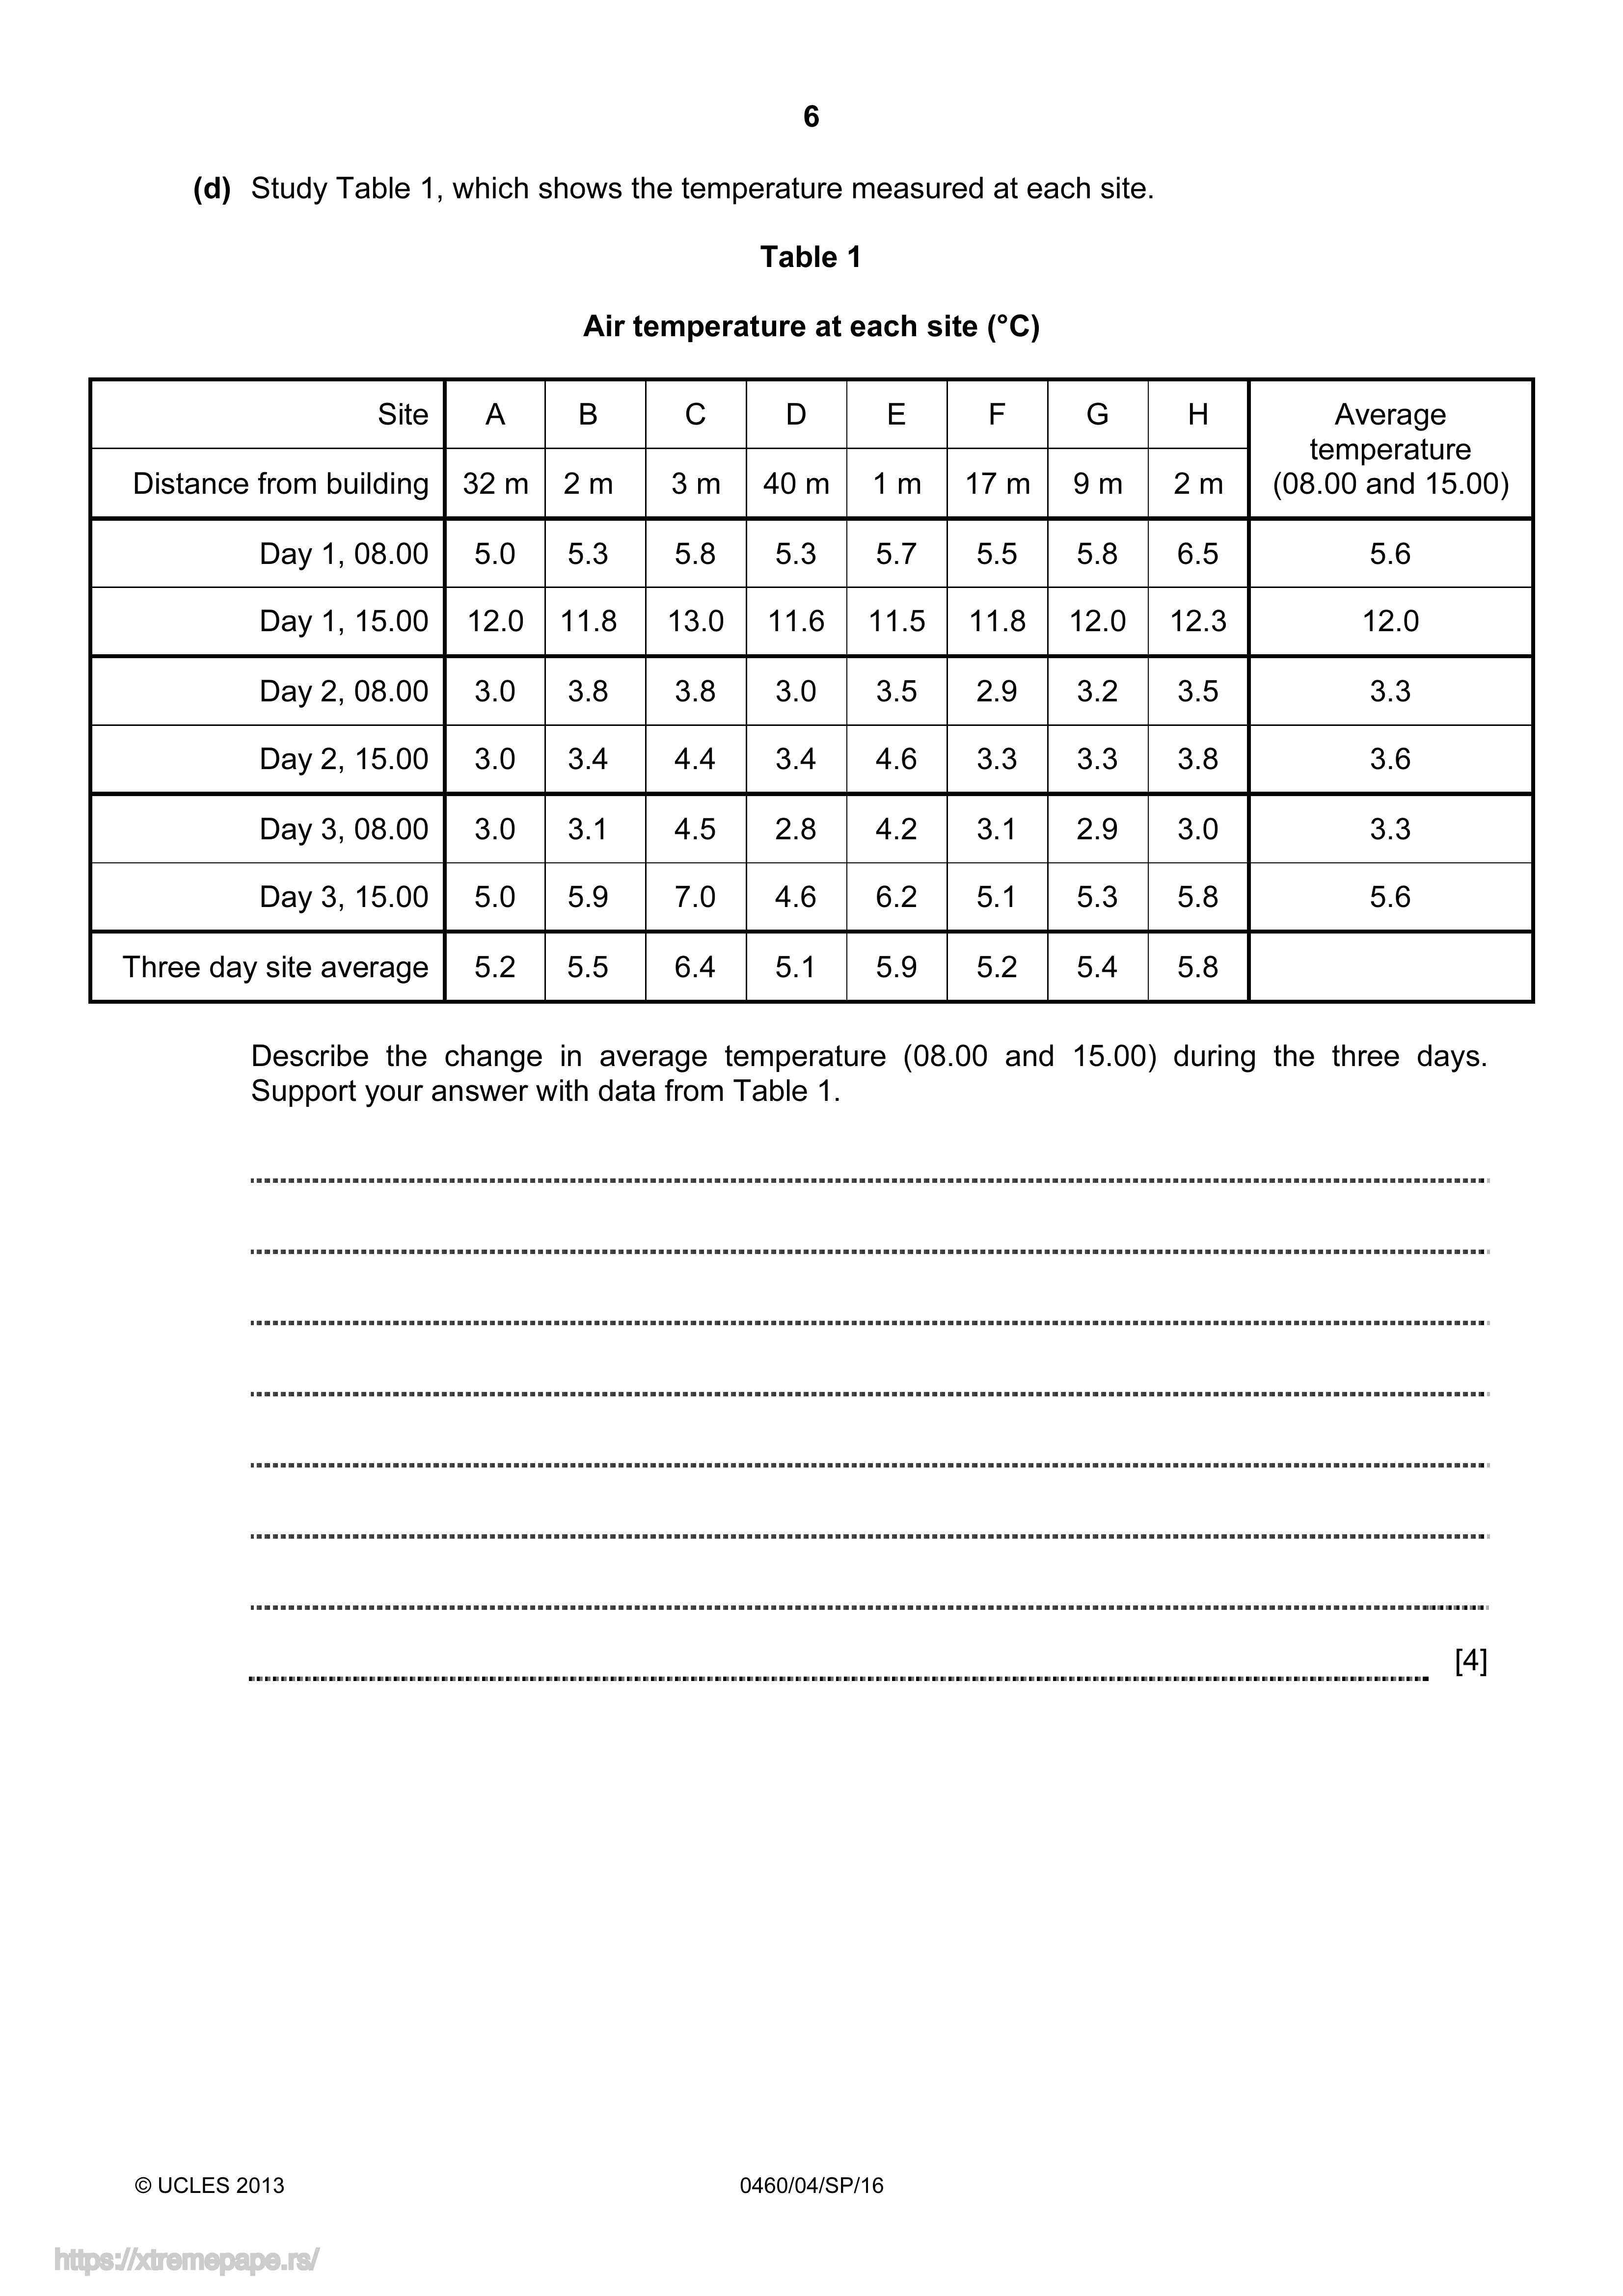 6
(d) Study Table 1, which shows the temperature measured at each site.
Table 1
Air temperature at each site (°C)
Site A B C D E F G H Average temperature (08.00 and 15.00)
Distance from building 32 m 2 m 3 m 40 m 1 m 17 m 9 m 2 m
Day 1, 08.00 5.0 5.3 5.8 5.3 5.7 5.5 5.8 6.5 5.6
Day 1, 15.00 12.0 11.8 13.0 11.6 11.5 11.8 12.0 12.3 12.0
Day 2, 08.00 3.0 3.8 3.8 3.0 3.5 2.9 3.2 3.5 3.3
Day 2, 15.00 3.0 3.4 4.4 3.4 4.6 3.3 3.3 3.8 3.6
Day 3, 08.00 3.0 3.1 4.5 2.8 4.2 3.1 2.9 3.0 3.3
Day 3, 15.00 5.0 5.9 7.0 4.6 6.2 5.1 5.3 5.8 5.6
Three day site average 5.2 5.5 6.4 5.1 5.9 5.2 5.4 5.8
Describe the change in average temperature (08.00 and 15.00) during the three days.
Support your answer with data from Table 1.
[4]
© UCLES 2013 0460/04/SP/16
https://xtremepape.rs/